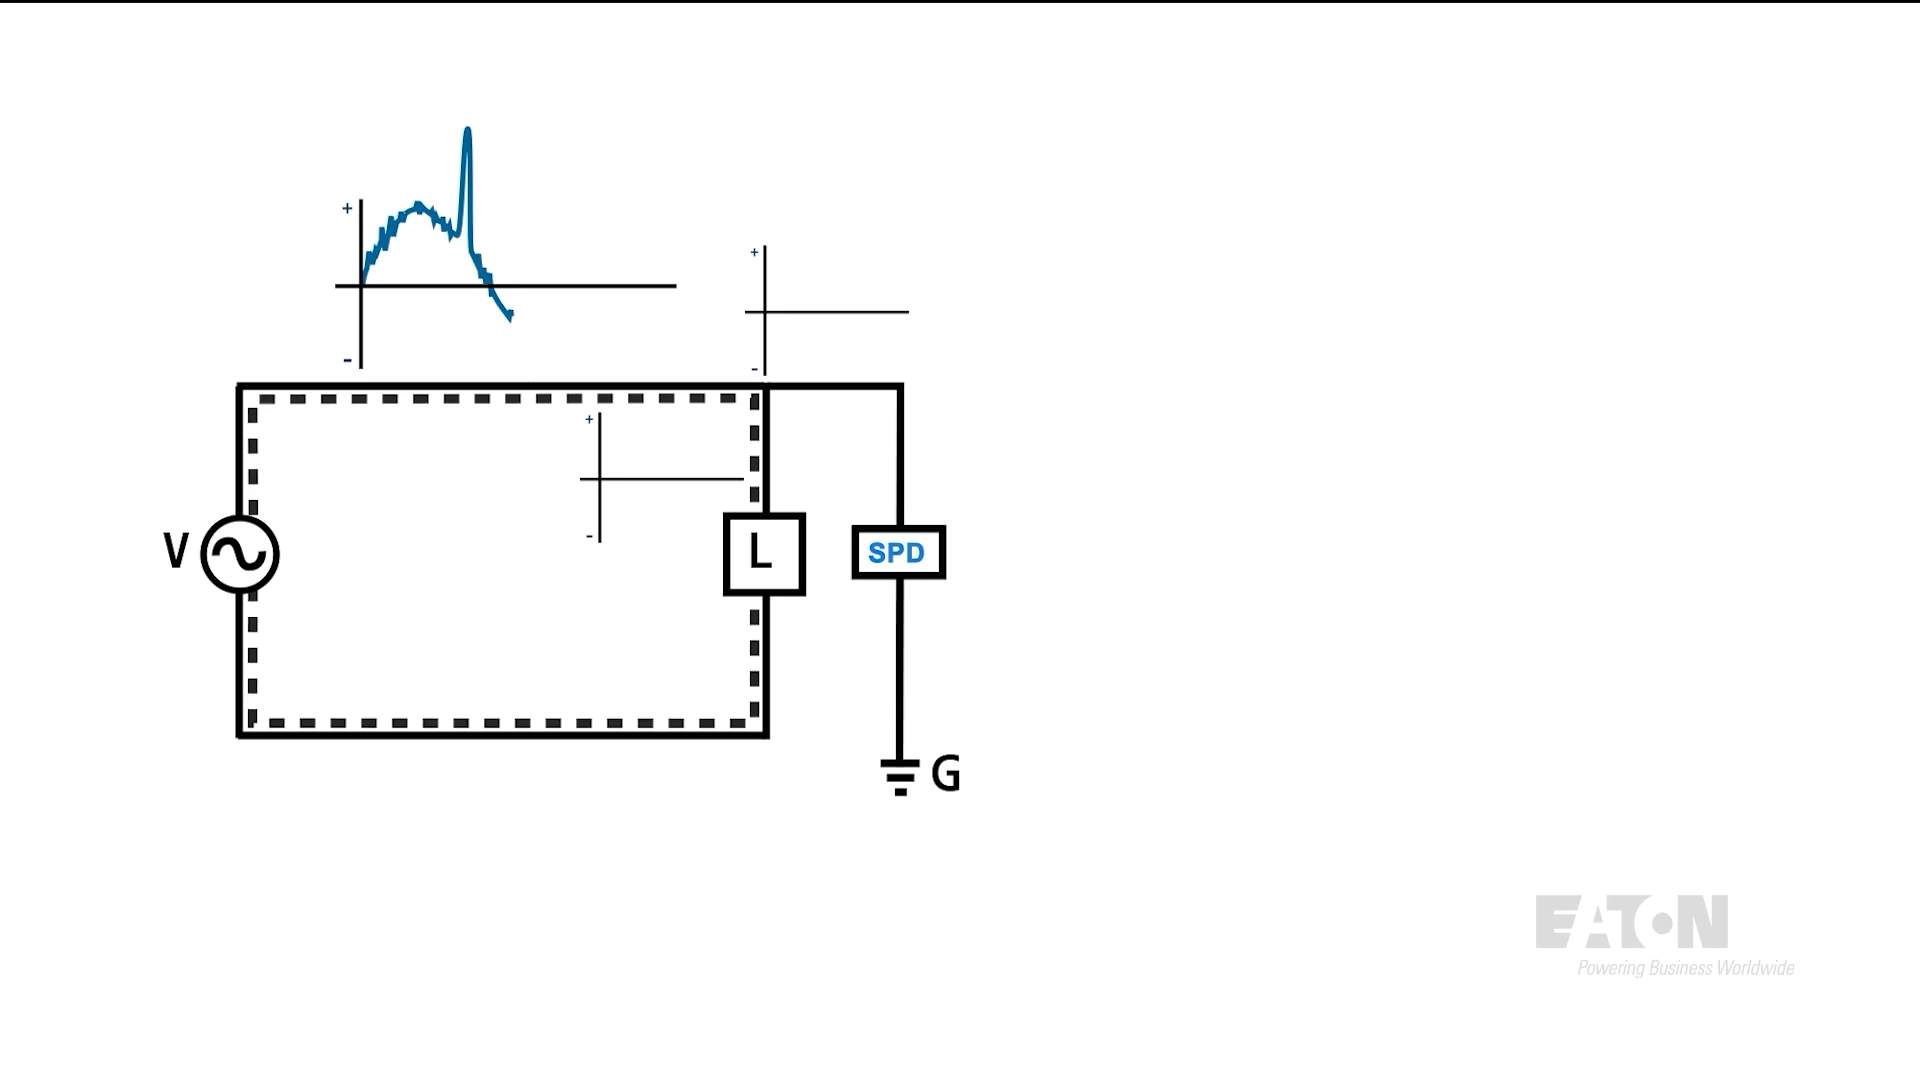 +
-
+
-
+
-
V
L
SPD
G
EATON
Powering Business Worldwide